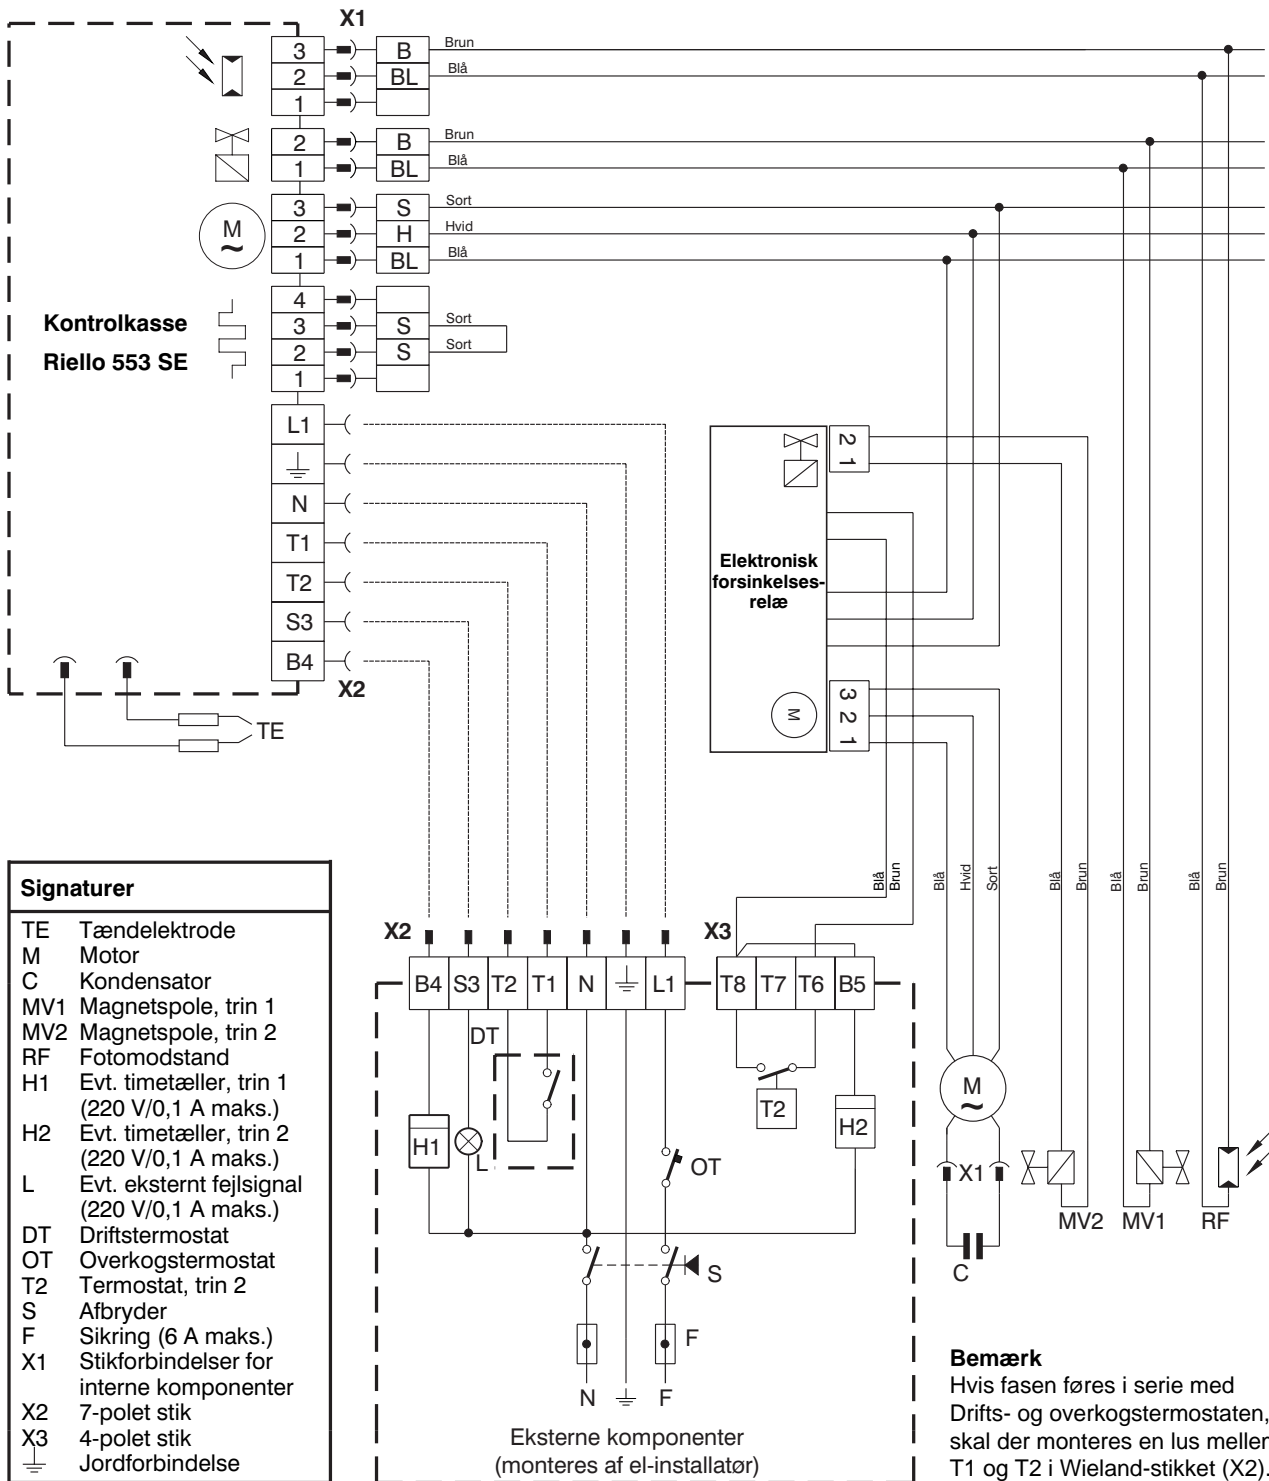 X1
3 B Brun
2 BL Blå
1
2 B Brun
1 BL Blå
3 S Sort
2 H Hvid
1 BL Blå
M
~
4
3 S Sort
2 S Sort
1
Kontrolkasse
Riello 553 SE
L1
N
T1
T2
S3
B4
X2
TE
2
1
Elektronisk
forsinkelses-
relæ
3
2
1
M
Blå Brun Blå Hvid Sort Blå Brun Blå Brun Blå Brun
Signaturer
TE Tændelektrode
M Motor
C Kondensator
MV1 Magnetspole, trin 1
MV2 Magnetspole, trin 2
RF Fotomodstand
H1 Evt. timetæller, trin 1
(220 V/0,1 A maks.)
H2 Evt. timetæller, trin 2
(220 V/0,1 A maks.)
L Evt. eksternt fejlsignal
(220 V/0,1 A maks.)
DT Driftstermostat
OT Overkogstermostat
T2 Termostat, trin 2
S Afbryder
F Sikring (6 A maks.)
X1 Stikforbindelser for
interne komponenter
X2 7-polet stik
X3 4-polet stik
Jordforbindelse
X2 X3
B4 S3 T2 T1 N L1 T8 T7 T6 B5
DT
H1 L OT T2 H2
S
F
N F
Eksterne komponenter
(monteres af el-installatør)
M
~
X1
C
MV2 MV1 RF
Bemærk
Hvis fasen føres i serie med
Drifts- og overkogstermostaten,
skal der monteres en lus mellem
T1 og T2 i Wieland-stikket (X2).